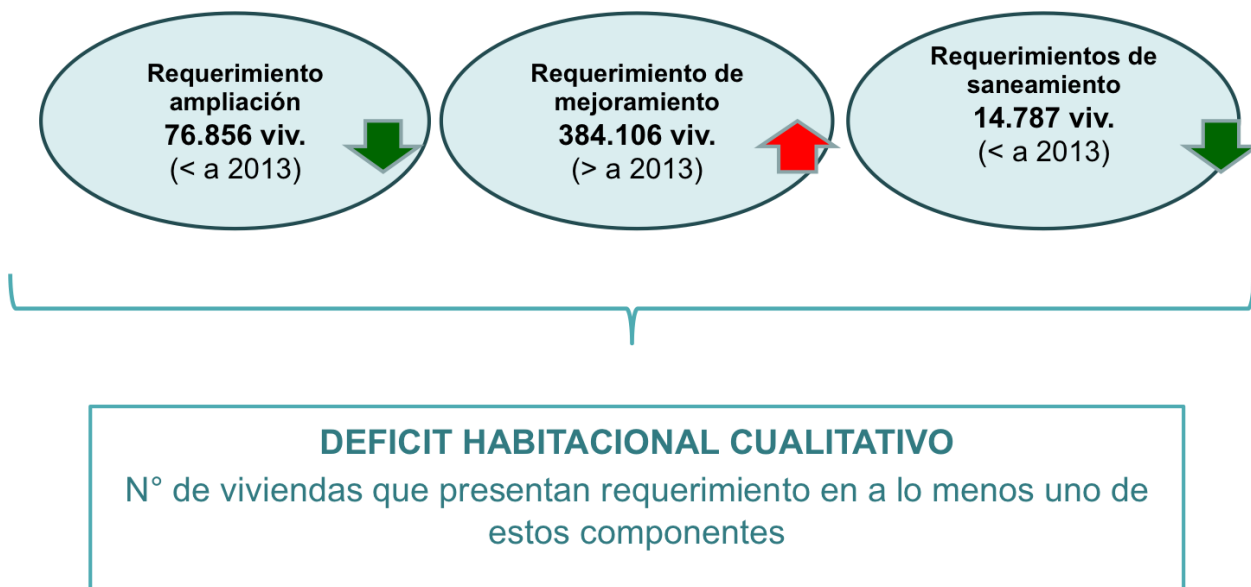 Requerimiento
ampliación
76.856 viv.
(< a 2013)
Requerimiento de
mejoramiento
384.106 viv.
(> a 2013)
Requerimientos de
saneamiento
14.787 viv.
(< a 2013)
DEFICIT HABITACIONAL CUALITATIVO
N° de viviendas que presentan requerimiento en a lo menos uno de
estos componentes